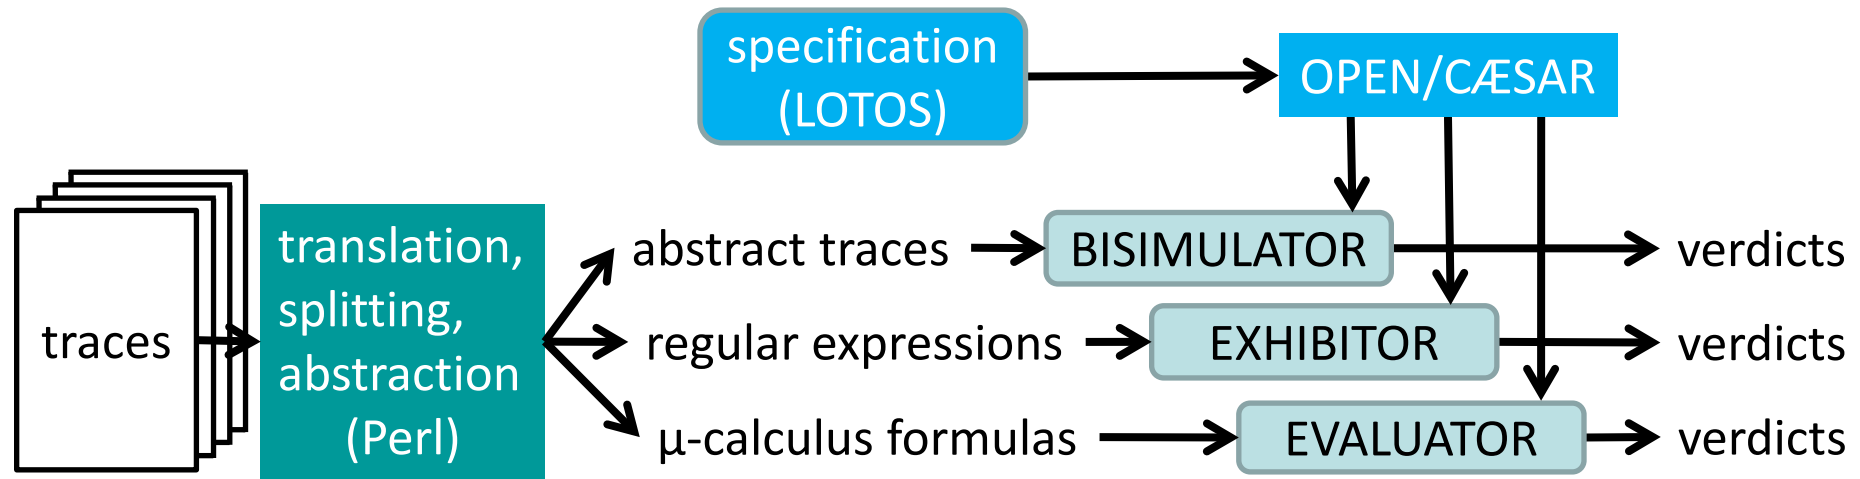 specification
(LOTOS)
OPEN/CÆSAR
traces
translation,
splitting,
abstraction
(Perl)
abstract traces
BISIMULATOR
verdicts
regular expressions
EXHIBITOR
verdicts
µ-calculus formulas
EVALUATOR
verdicts